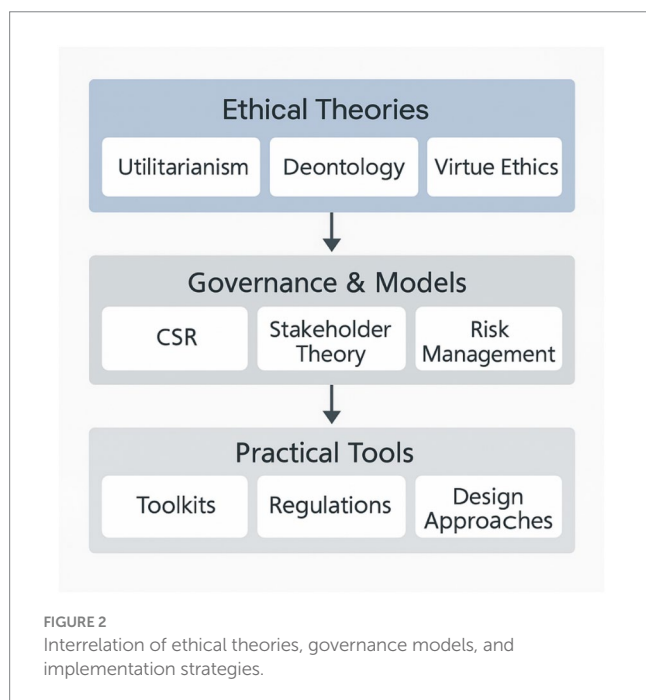 Ethical Theories
Utilitarianism Deontology Virtue Ethics
Governance & Models
CSR Stakeholder Theory Risk Management
Practical Tools
Toolkits Regulations Design Approaches
FIGURE 2
Interrelation of ethical theories, governance models, and
implementation strategies.